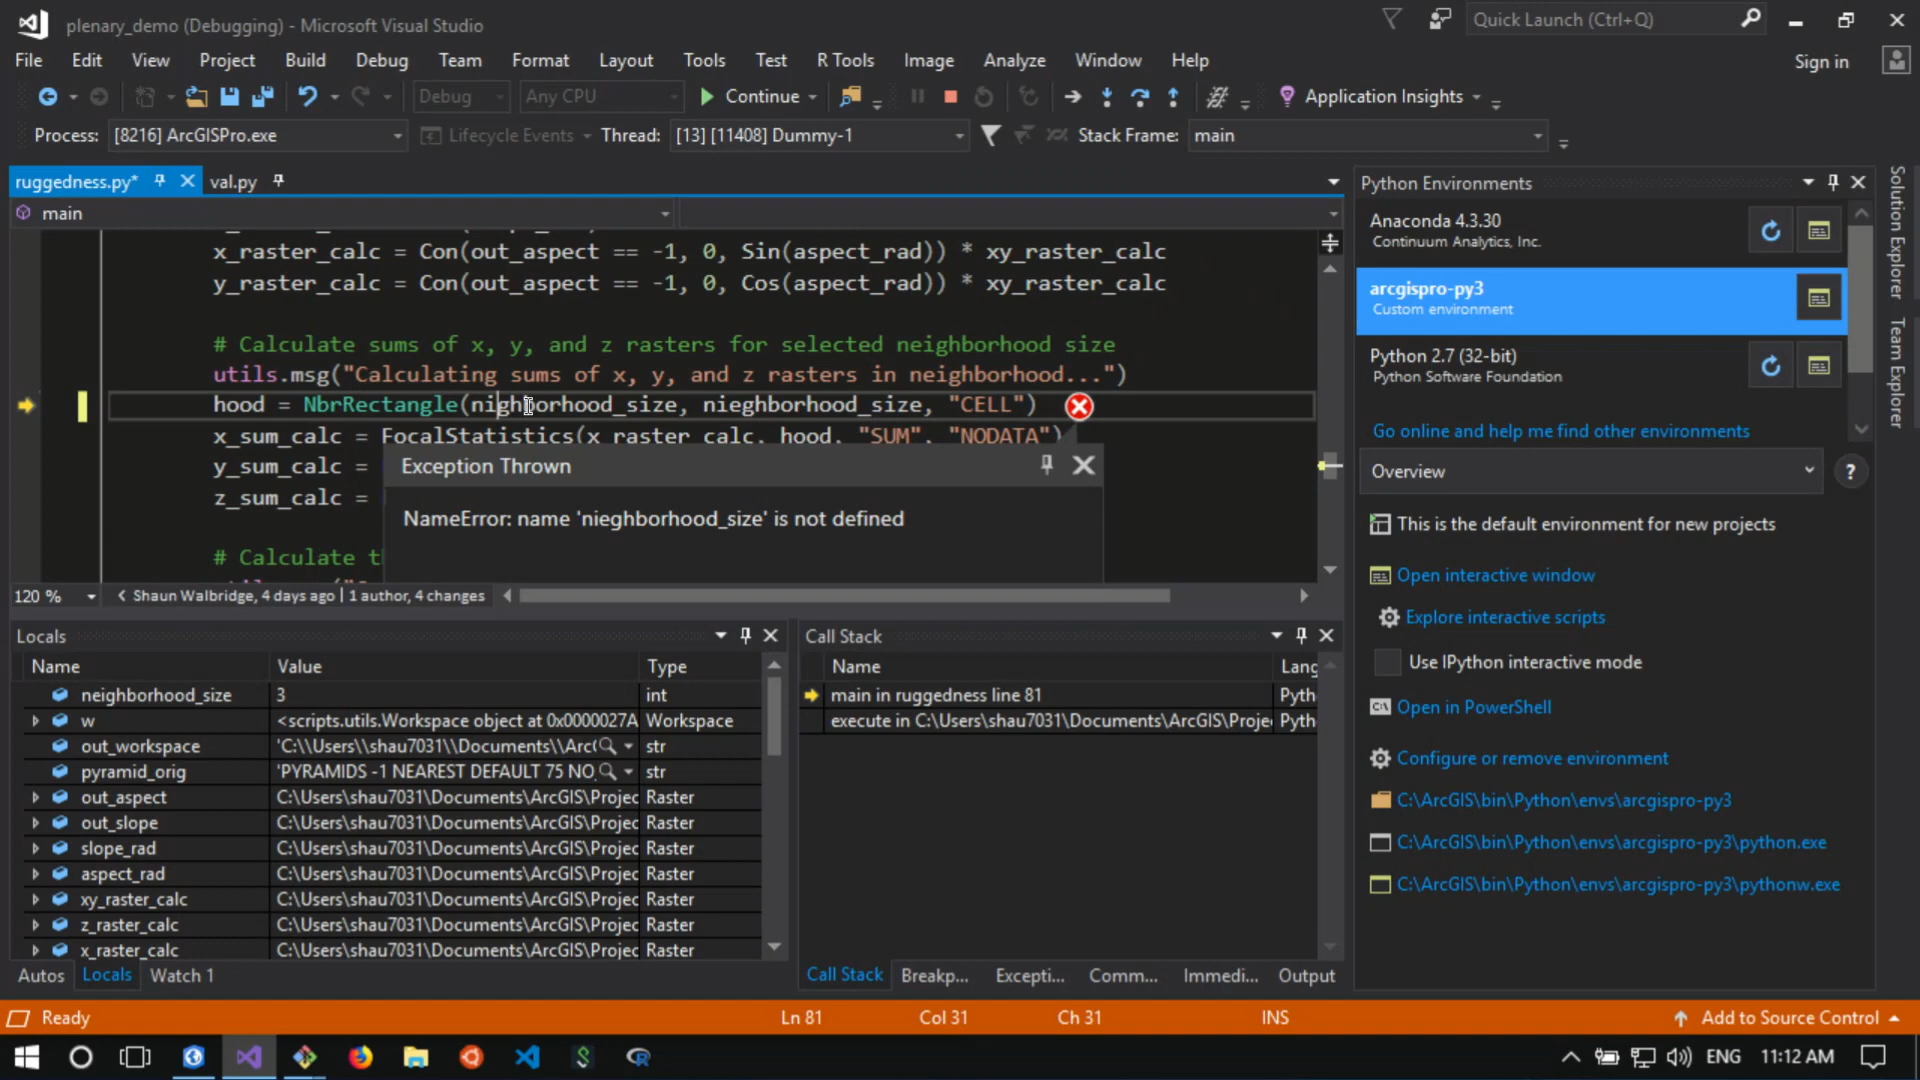 plenary_demo (Debugging) - Microsoft Visual Studio
Quick Launch (Ctrl+Q)
File Edit View Project Build Debug Team Format Layout Tools Test R Tools Image Analyze Window Help
Sign in
Debug Any CPU Continue Application Insights
Process: [8216] ArcGISPro.exe Lifecycle Events Thread: [13] [11408] Dummy-1 Stack Frame: main
ruggedness.py* val.py
main
x_raster_calc = Con(out_aspect == -1, 0, Sin(aspect_rad)) * xy_raster_calc
y_raster_calc = Con(out_aspect == -1, 0, Cos(aspect_rad)) * xy_raster_calc
# Calculate sums of x, y, and z rasters for selected neighborhood size
utils.msg("Calculating sums of x, y, and z rasters in neighborhood...")
hood = NbrRectangle(nighborhood_size, nieghborhood_size, "CELL")
x_sum_calc = FocalStatistics(x_raster_calc, hood, "SUM", "NODATA")
y_sum_calc =
z_sum_calc =
# Calculate t
Exception Thrown
NameError: name 'nieghborhood_size' is not defined
120 % Shaun Walbridge, 4 days ago | 1 author, 4 changes
Locals
Name Value Type
neighborhood_size 3 int
w <scripts.utils.Workspace object at 0x0000027A Workspace
out_workspace 'C:\\Users\\shau7031\\Documents\\Arc( str
pyramid_orig 'PYRAMIDS -1 NEAREST DEFAULT 75 NO str
out_aspect C:\Users\shau7031\Documents\ArcGIS\Projec Raster
out_slope C:\Users\shau7031\Documents\ArcGIS\Projec Raster
slope_rad C:\Users\shau7031\Documents\ArcGIS\Projec Raster
aspect_rad C:\Users\shau7031\Documents\ArcGIS\Projec Raster
xy_raster_calc C:\Users\shau7031\Documents\ArcGIS\Projec Raster
z_raster_calc C:\Users\shau7031\Documents\ArcGIS\Projec Raster
x_raster_calc C:\Users\shau7031\Documents\ArcGIS\Projec Raster
Autos Locals Watch 1
Call Stack
Name Lang
main in ruggedness line 81 Pyth
execute in C:\Users\shau7031\Documents\ArcGIS\Projec Pyth
Call Stack Breakp... Excepti... Comm... Immedi... Output
Python Environments
Anaconda 4.3.30
Continuum Analytics, Inc.
arcgispro-py3
Custom environment
Python 2.7 (32-bit)
Python Software Foundation
Go online and help me find other environments
Overview
?
This is the default environment for new projects
Open interactive window
Explore interactive scripts
Use IPython interactive mode
Open in PowerShell
Configure or remove environment
C:\ArcGIS\bin\Python\envs\arcgispro-py3
C:\ArcGIS\bin\Python\envs\arcgispro-py3\python.exe
C:\ArcGIS\bin\Python\envs\arcgispro-py3\pythonw.exe
Solution Explorer
Team Explorer
Ready Ln 81 Col 31 Ch 31 INS Add to Source Control
ENG 11:12 AM